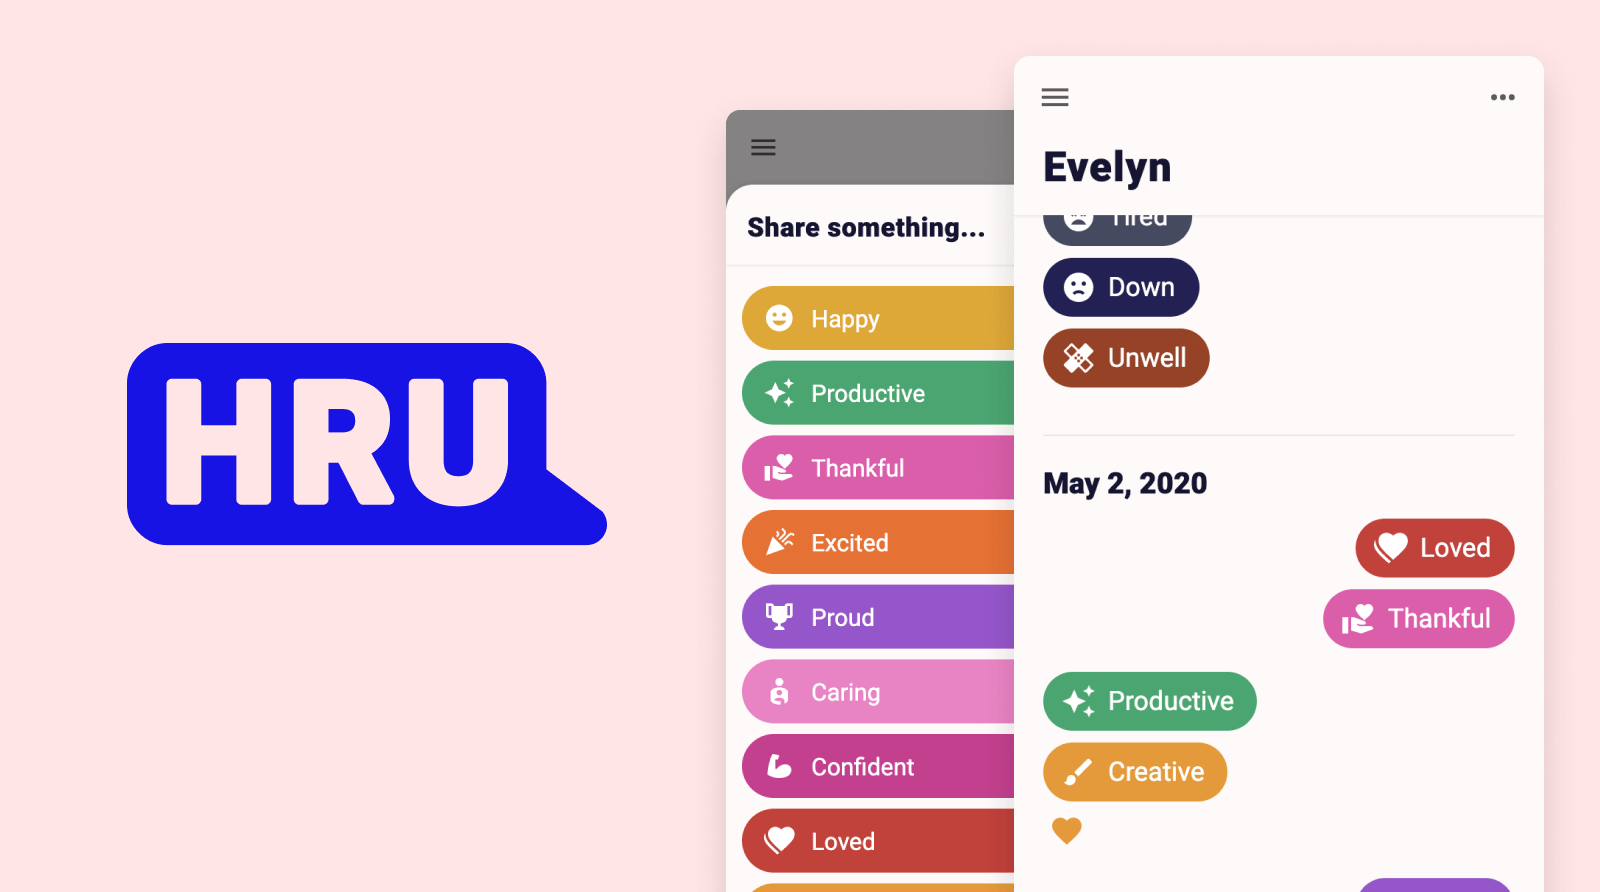 HRU
Share something...
Happy
Productive
Thankful
Excited
Proud
Caring
Confident
Loved
Evelyn
Tired
Down
Unwell
May 2, 2020
Loved
Thankful
Productive
Creative